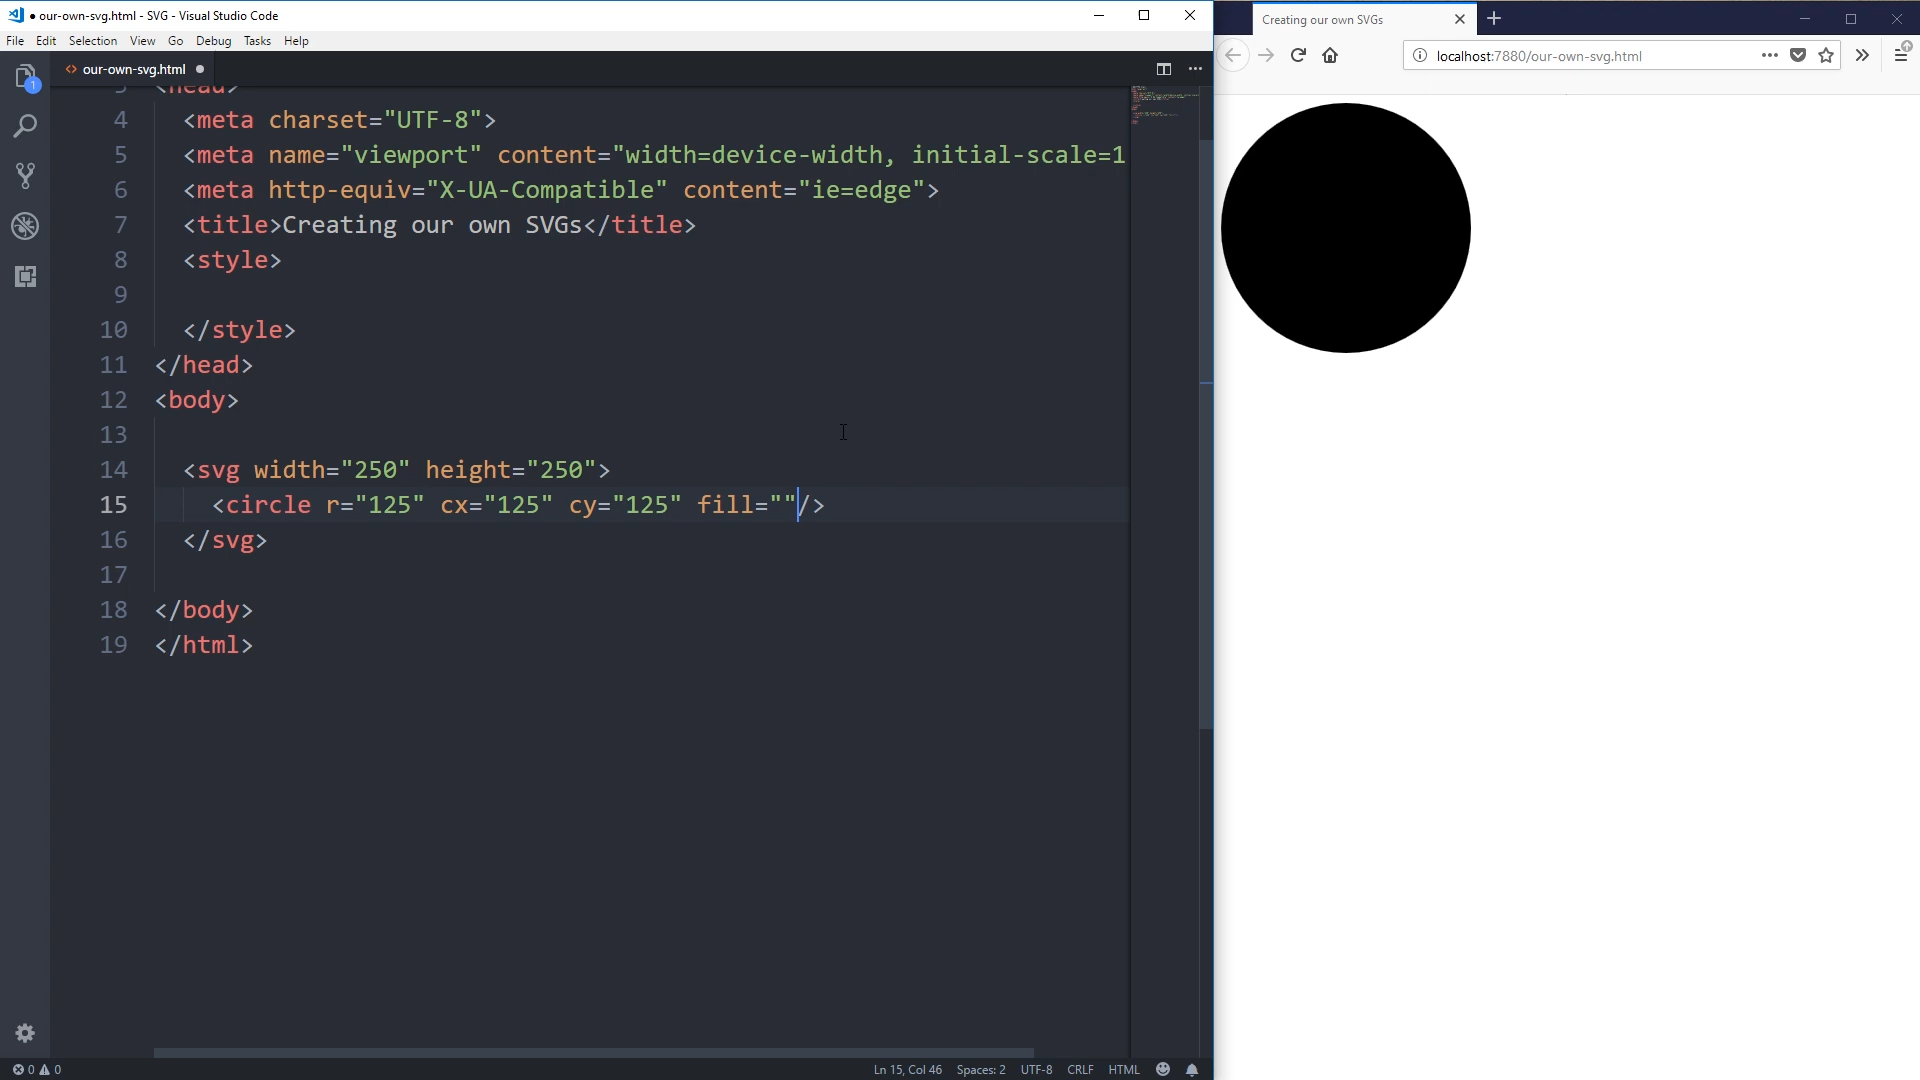 ● our-own-svg.html - SVG - Visual Studio Code
File Edit Selection View Go Debug Tasks Help
<> our-own-svg.html ●
3 <head>
4 <meta charset="UTF-8">
5 <meta name="viewport" content="width=device-width, initial-scale=1
6 <meta http-equiv="X-UA-Compatible" content="ie=edge">
7 <title>Creating our own SVGs</title>
8 <style>
9
10 </style>
11 </head>
12 <body>
13
14 <svg width="250" height="250">
15 <circle r="125" cx="125" cy="125" fill=""/>
16 </svg>
17
18 </body>
19 </html>
1
0 0
Ln 15, Col 46 Spaces: 2 UTF-8 CRLF HTML
Creating our own SVGs
localhost:7880/our-own-svg.html